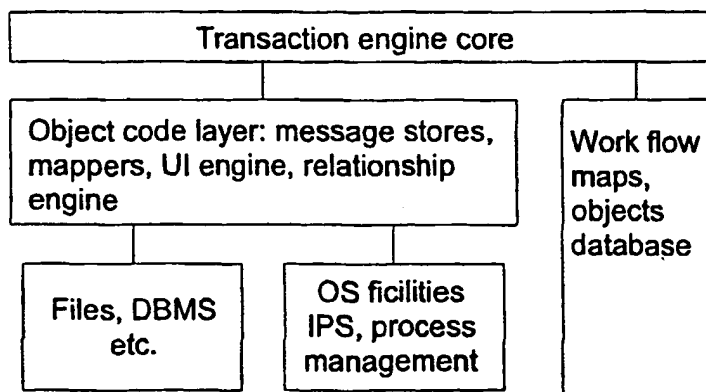 Transaction engine core
Object code layer: message stores,
mappers, UI engine, relationship
engine
Work flow
maps,
objects
database
Files, DBMS
etc.
OS ficilities
IPS, process
management